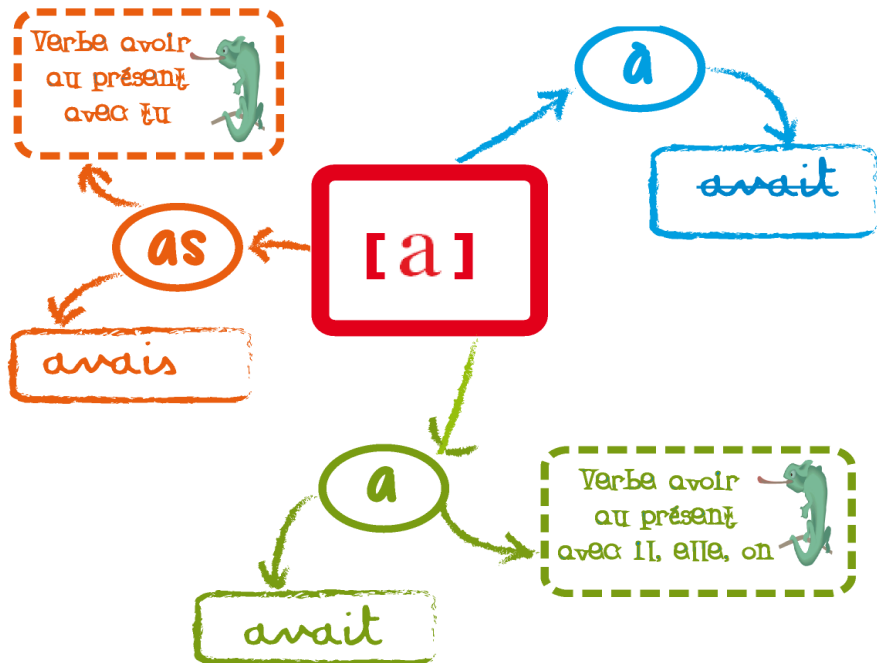 Verbe avoir
au présent
avec tu
à
avait
as
[a]
avais
a
Verbe avoir
au présent
avec il, elle, on
avait